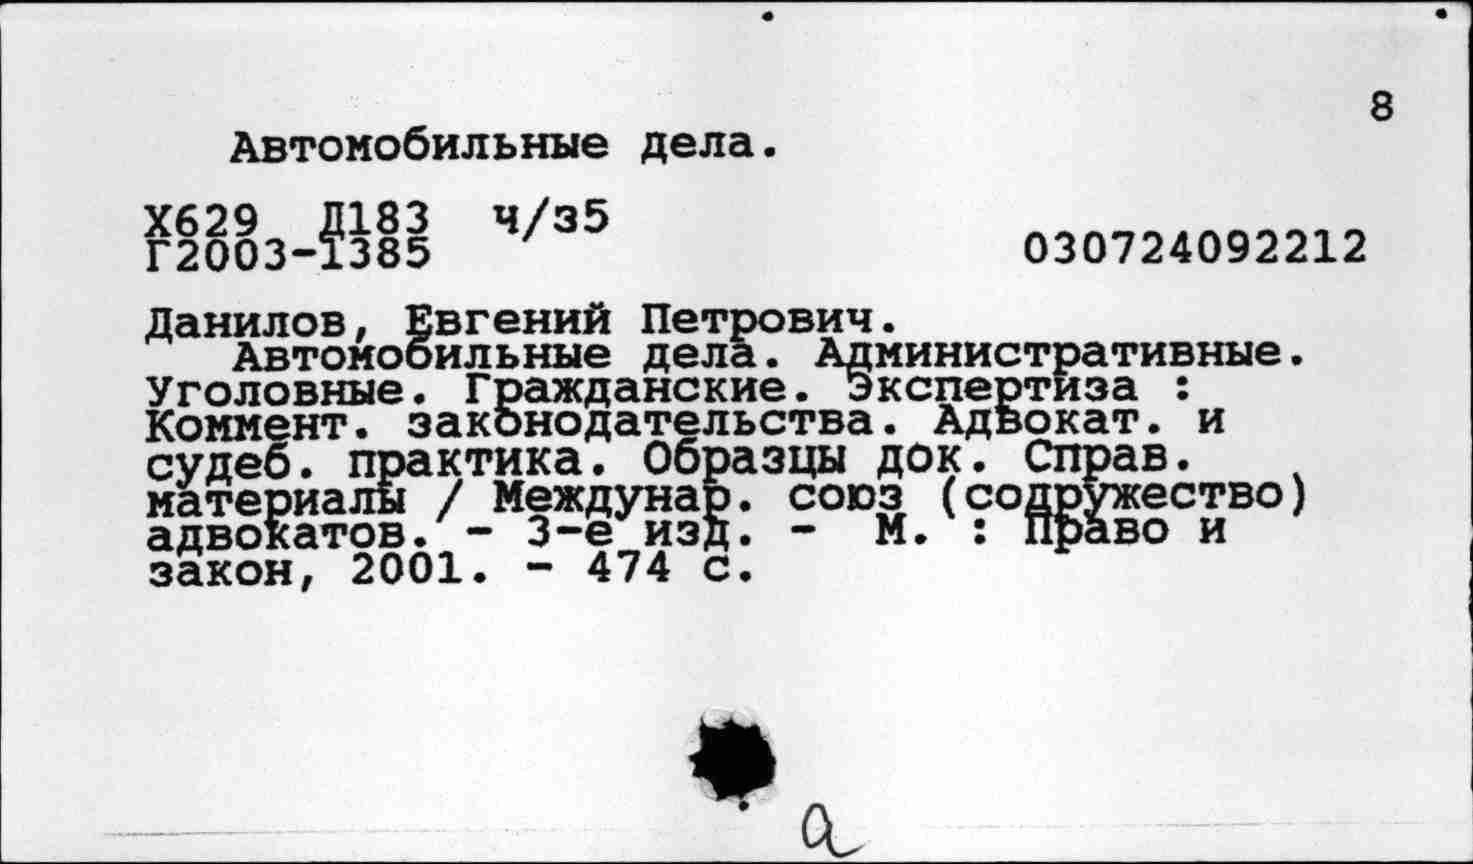 8
Автомобильные дела.
Х629 Д183 ч/з5
Г2003-1385 030724092212
Данилов, Евгений Петрович.
Автомобильные дела. Административные.
Уголовные. Гражданские. Экспертиза :
Коммент. законодательства. Адвокат. и
судеб. практика. Образцы док. Справ.
материалы / Междунар. союз (содружество)
адвокатов. - 3-е изд. - М. : Право и
закон, 2001. - 474 с.
а